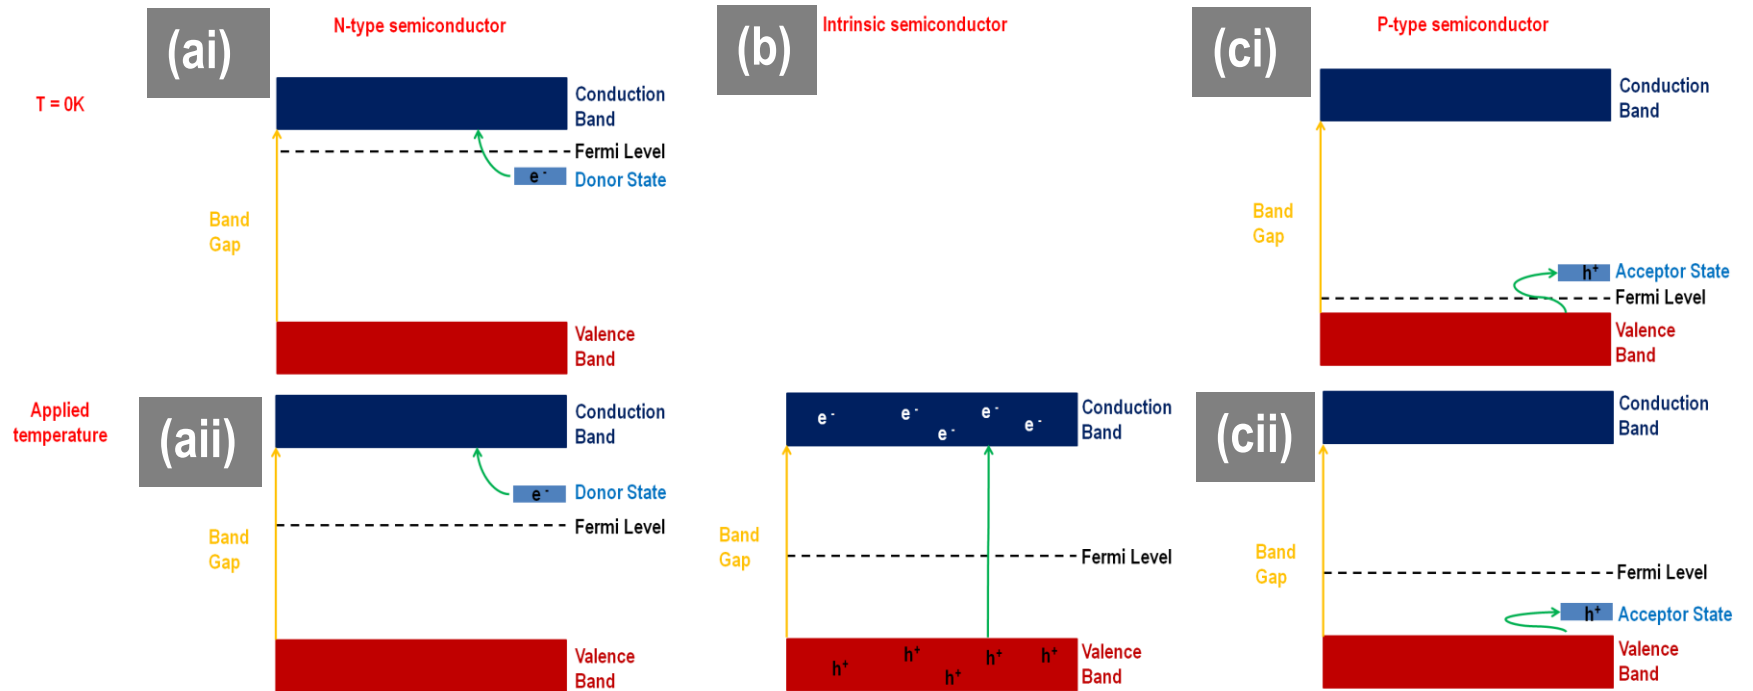 N-type semiconductor
Intrinsic semiconductor
P-type semiconductor
T = 0K
(ai)
Conduction
Band
Fermi Level
e -
Donor State
Band
Gap
Valence
Band
(b)
(ci)
Conduction
Band
Band
Gap
h+
Acceptor State
Fermi Level
Valence
Band
Applied
temperature
(aii)
Conduction
Band
e -
Donor State
Fermi Level
Band
Gap
Valence
Band
e -
e -
e -
e -
e -
Conduction
Band
Band
Gap
Fermi Level
h+
h+
h+
h+
h+
Valence
Band
(cii)
Conduction
Band
Band
Gap
Fermi Level
h+
Acceptor State
Valence
Band